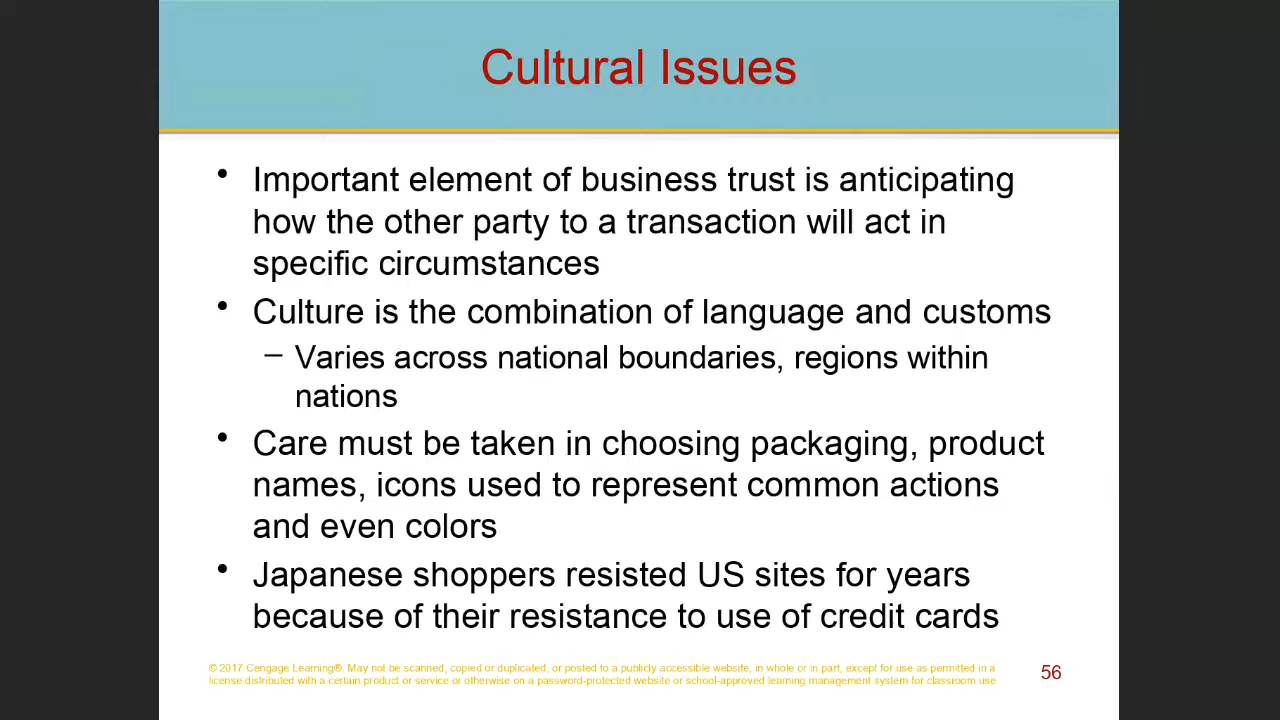 Cultural Issues
• Important element of business trust is anticipating
how the other party to a transaction will act in
specific circumstances
• Culture is the combination of language and customs
– Varies across national boundaries, regions within
nations
• Care must be taken in choosing packaging, product
names, icons used to represent common actions
and even colors
• Japanese shoppers resisted US sites for years
because of their resistance to use of credit cards
© 2017 Cengage Learning®. May not be scanned, copied or duplicated, or posted to a publicly accessible website, in whole or in part, except for use as permitted in a
license distributed with a certain product or service or otherwise on a password-protected website or school-approved learning management system for classroom use
56